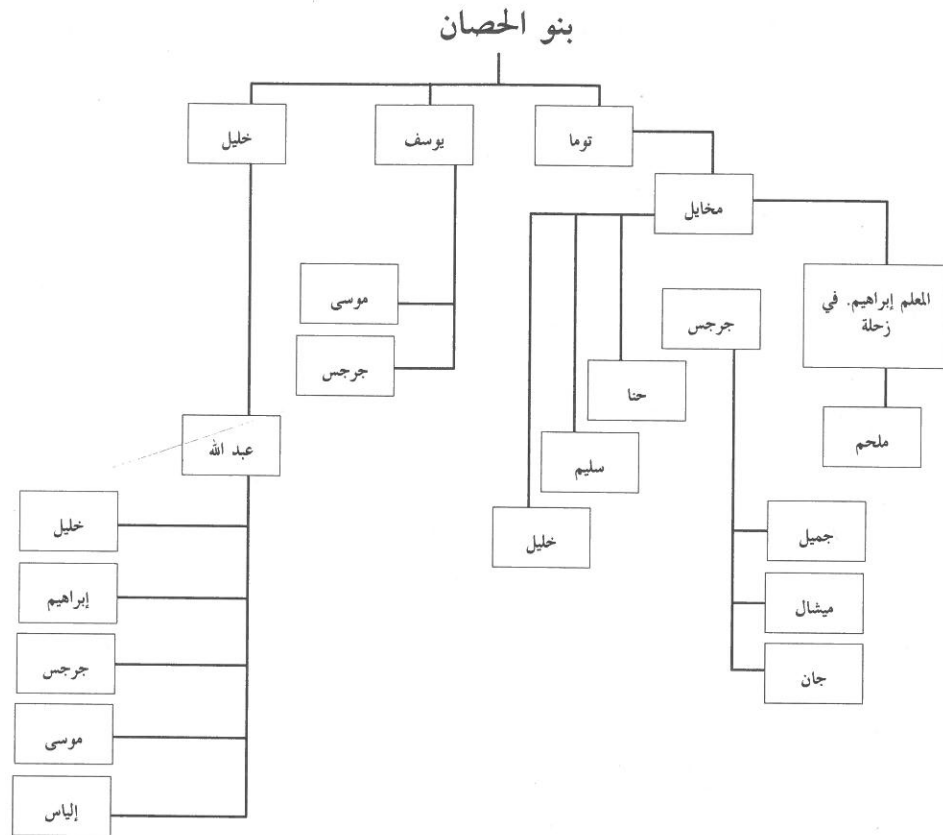 بنو الحصان
توما
يوسف
خليل
مخايل
المعلم إبراهيم. في
زحلة
موسى
جرجس
جرجس
حنا
ملحم
عبد الله
سليم
خليل
خليل
جميل
إبراهيم
ميشال
جرجس
جان
موسى
إلياس